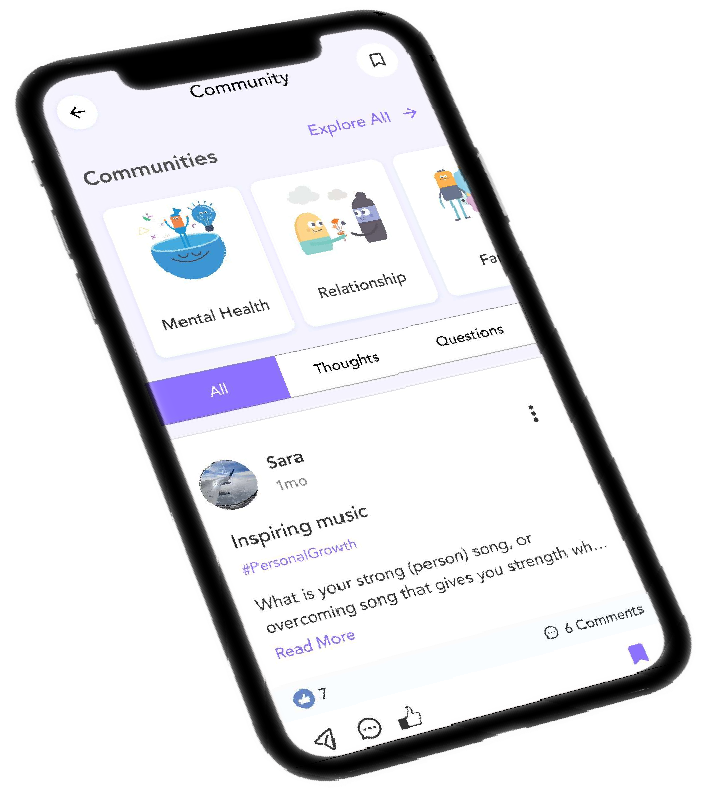 Community
Explore All
Communities
Mental Health
Relationship
All
Thoughts
Questions
Sara
1mo
Inspiring music
#PersonalGrowth
What is your strong (person) song, or
overcoming song that gives you strength wh...
Read More
6 Comments
7